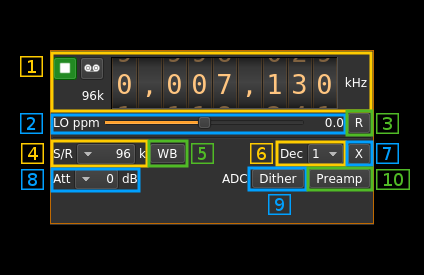 1
0,007,130 kHz
96k
2 LO ppm 0.0 R 3
4 S/R 96 k WB 5 6 Dec 1 X 7
8 Att 0 dB ADC Dither Preamp 10
9